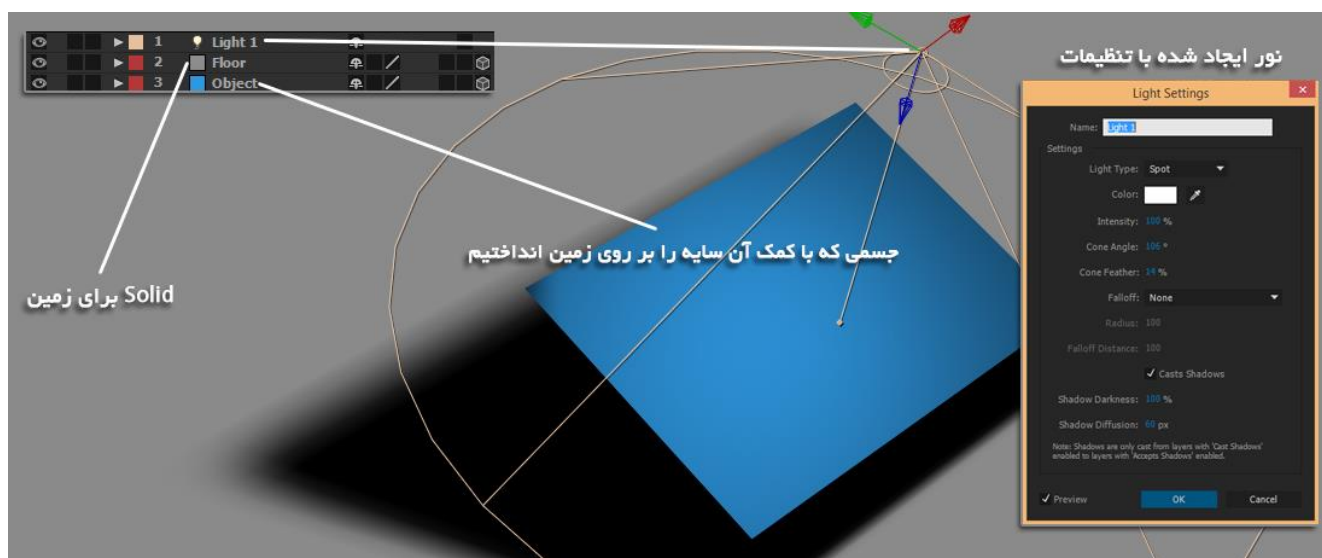 1 Light 1
2 Floor
3 Object
نور ایجاد شده با تنظیمات
Light Settings
Name: Light 1
Settings
Light Type: Spot
Color:
Intensity: 100 %
Cone Angle: 106 °
Cone Feather: 14 %
Falloff: None
Radius: 100
Falloff Distance: 100
Casts Shadows
Shadow Darkness: 100 %
Shadow Diffusion: 60 px
Note: Shadows are only cast from layers with 'Cast Shadows'
enabled to layers with 'Accepts Shadows' enabled.
Preview OK Cancel
جسمی که با کمک آن سایه را بر روی زمین انداختیم
Solid برای زمین